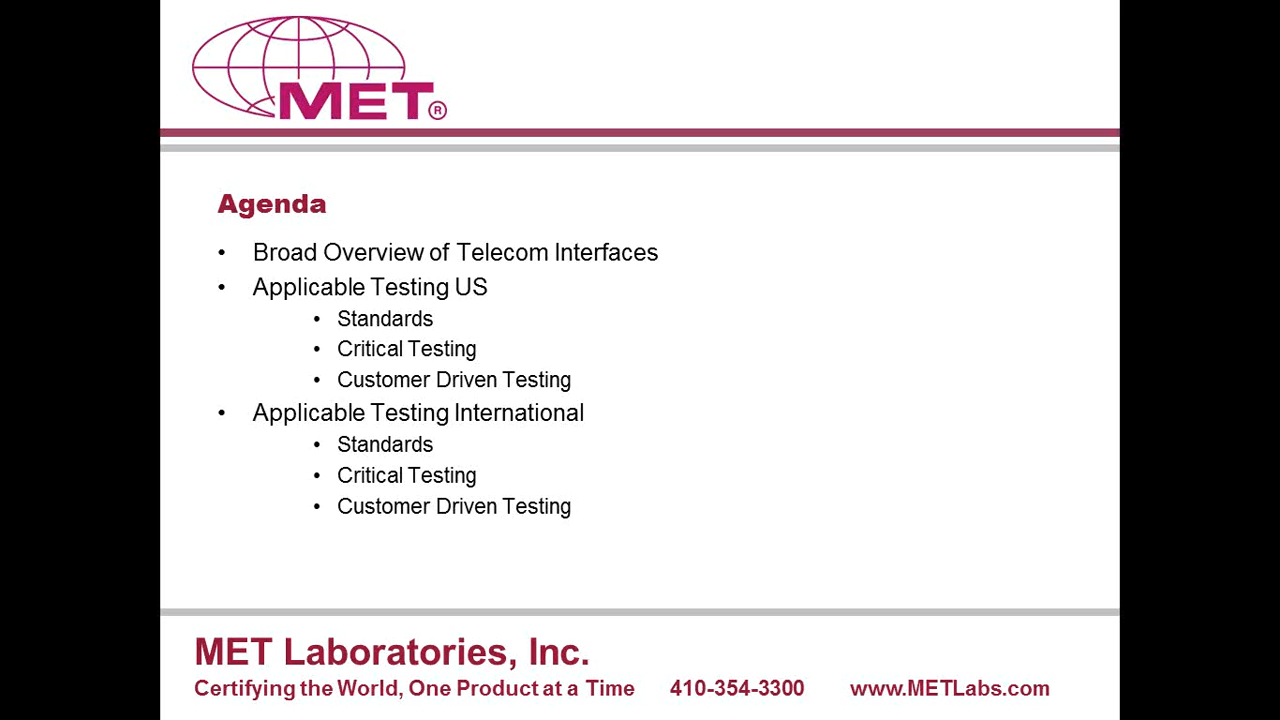 MET®
Agenda
• Broad Overview of Telecom Interfaces
• Applicable Testing US
• Standards
• Critical Testing
• Customer Driven Testing
• Applicable Testing International
• Standards
• Critical Testing
• Customer Driven Testing
MET Laboratories, Inc.
Certifying the World, One Product at a Time 410-354-3300 www.METLabs.com